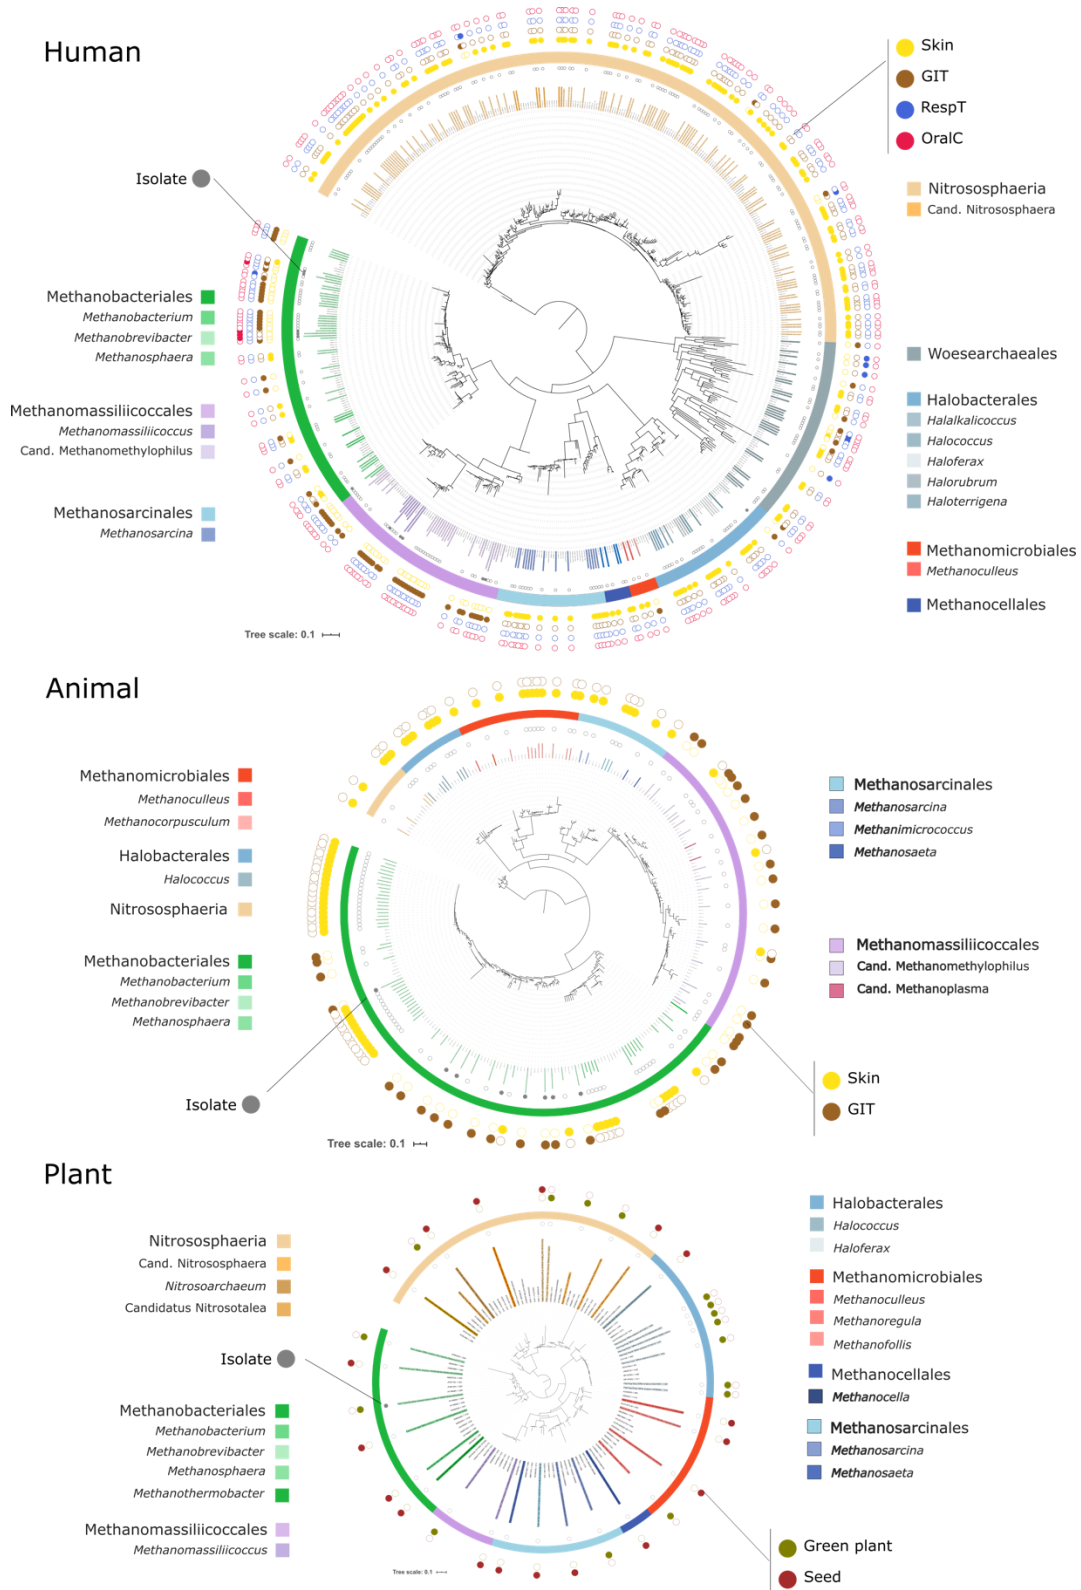 Human
Skin
GIT
RespT
OralC
Isolate
Nitrososphaeria
Cand. Nitrososphaera
Methanobacteriales
Methanobacterium
Methanobrevibacter
Methanosphaera
Woesearchaeales
Halobacterales
Halalkalicoccus
Halococcus
Haloferax
Halorubrum
Haloterrigena
Methanomassiliicoccales
Methanomassiliicoccus
Cand. Methanomethylophilus
Methanosarcinales
Methanosarcina
Methanomicrobiales
Methanoculleus
Methanocellales
Tree scale: 0.1
Animal
Methanomicrobiales
Methanoculleus
Methanocorpusculum
Halobacterales
Halococcus
Nitrososphaeria
Methanobacteriales
Methanobacterium
Methanobrevibacter
Methanosphaera
Isolate
Methanosarcinales
Methanosarcina
Methanimicrococcus
Methanosaeta
Methanomassiliicoccales
Cand. Methanomethylophilus
Cand. Methanoplasma
Skin
GIT
Tree scale: 0.1
Plant
Nitrososphaeria
Cand. Nitrososphaera
Nitrosoarchaeum
Candidatus Nitrosotalea
Isolate
Methanobacteriales
Methanobacterium
Methanobrevibacter
Methanosphaera
Methanothermobacter
Methanomassiliicoccales
Methanomassiliicoccus
Halobacterales
Halococcus
Haloferax
Methanomicrobiales
Methanoculleus
Methanoregula
Methanofollis
Methanocellales
Methanocella
Methanosarcinales
Methanosarcina
Methanosaeta
Green plant
Seed
Tree scale: 0.1